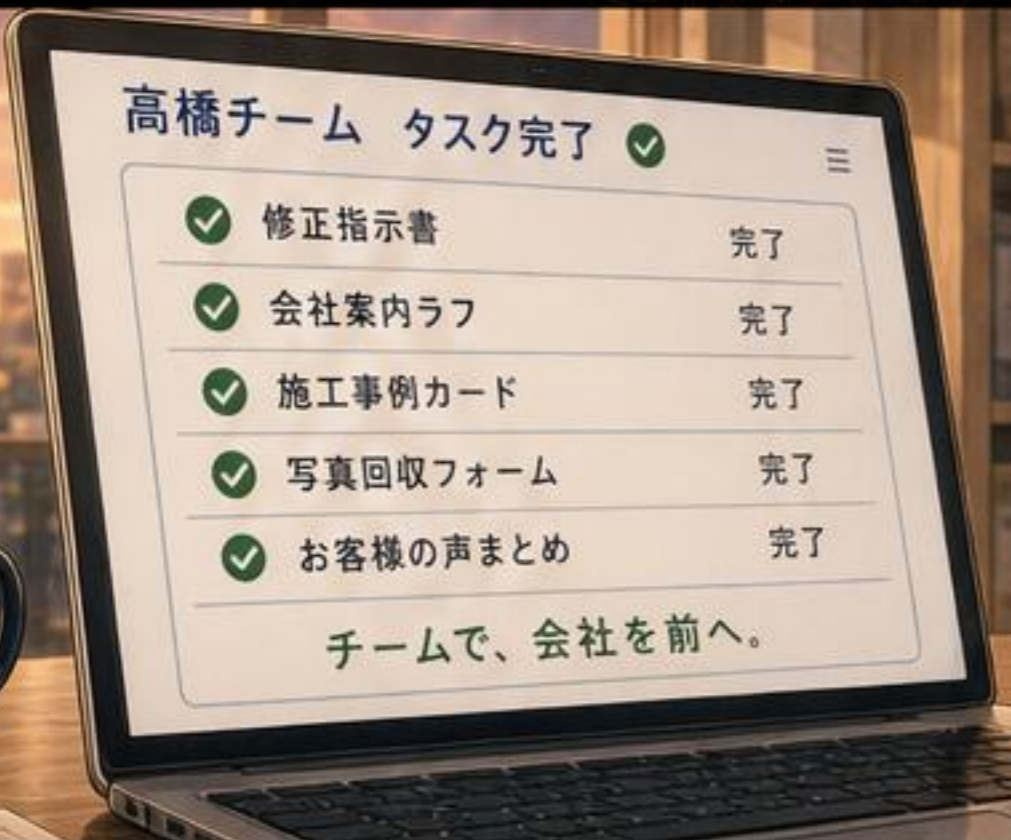 高橋チーム タスク完了
修正指示書 完了
会社案内ラフ 完了
施工事例カード 完了
写真回収フォーム 完了
お客様の声まとめ 完了
チームで、会社を前へ。